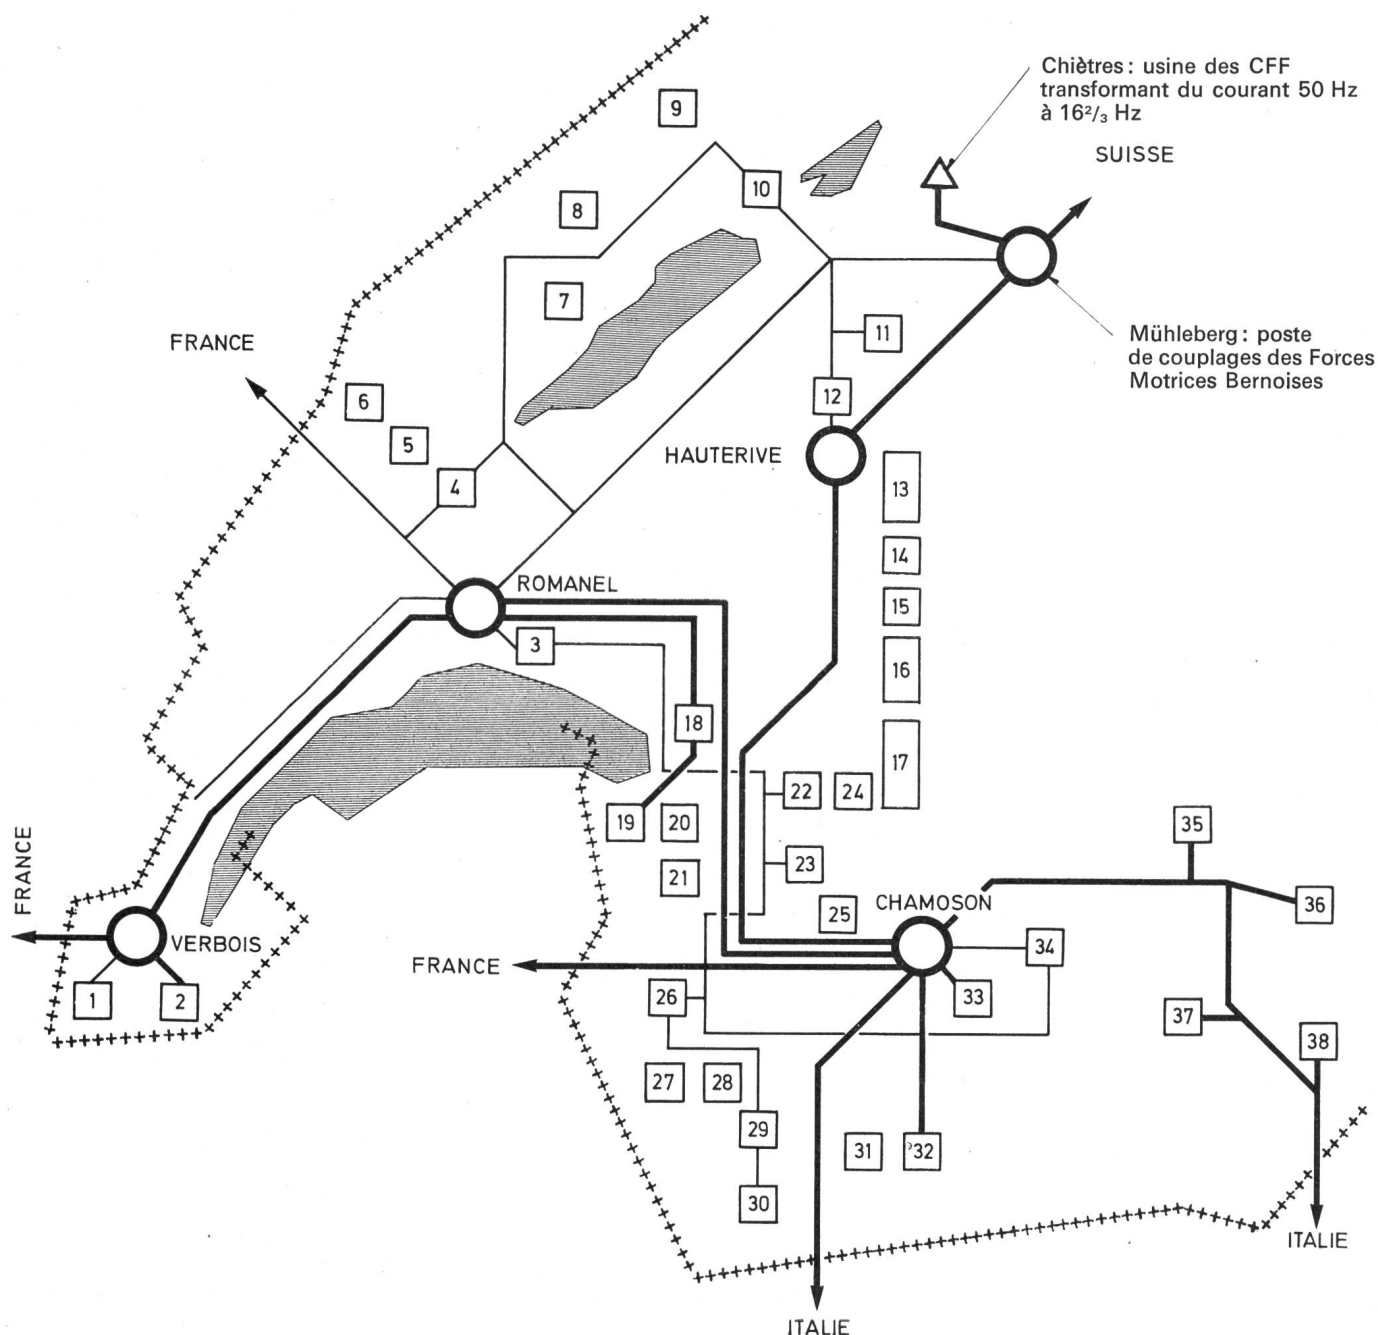 Chiètres : usine des CFF
transformant du courant 50 Hz
à 16²/₃ Hz
SUISSE
9
10
8
7
Mühleberg : poste
de couplages des Forces
Motrices Bernoises
FRANCE
11
6
12
5
HAUTERIVE
4
13
14
ROMANEL
15
3
16
18
17
22
24
19
20
35
FRANCE
23
21
36
25
CHAMOSON
VERBOIS
34
FRANCE
1
2
26
33
37
38
27
28
29
31
32
30
ITALIE
ITALIE